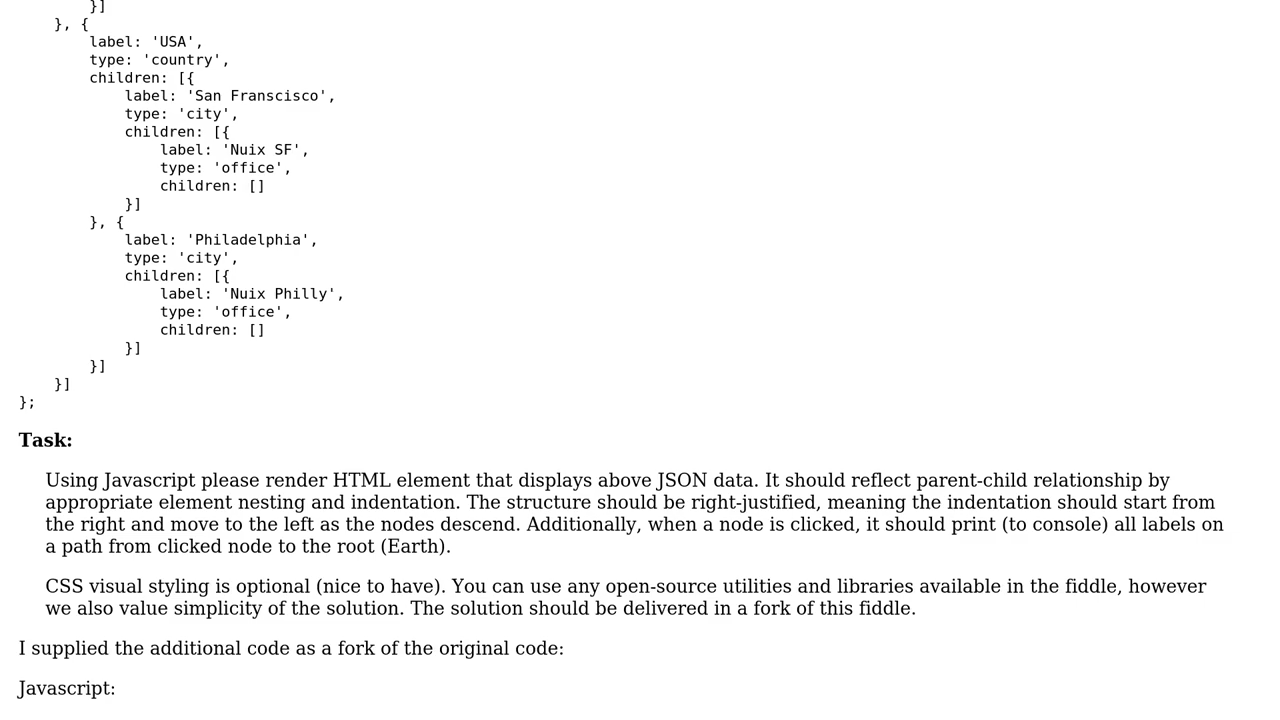 }]
    }, {
        label: 'USA',
        type: 'country',
        children: [{
            label: 'San Franscisco',
            type: 'city',
            children: [{
                label: 'Nuix SF',
                type: 'office',
                children: []
            }]
        }, {
            label: 'Philadelphia',
            type: 'city',
            children: [{
                label: 'Nuix Philly',
                type: 'office',
                children: []
            }]
        }]
    }]
};
Task:
Using Javascript please render HTML element that displays above JSON data. It should reflect parent-child relationship by
appropriate element nesting and indentation. The structure should be right-justified, meaning the indentation should start from
the right and move to the left as the nodes descend. Additionally, when a node is clicked, it should print (to console) all labels on
a path from clicked node to the root (Earth).
CSS visual styling is optional (nice to have). You can use any open-source utilities and libraries available in the fiddle, however
we also value simplicity of the solution. The solution should be delivered in a fork of this fiddle.
I supplied the additional code as a fork of the original code:
Javascript: